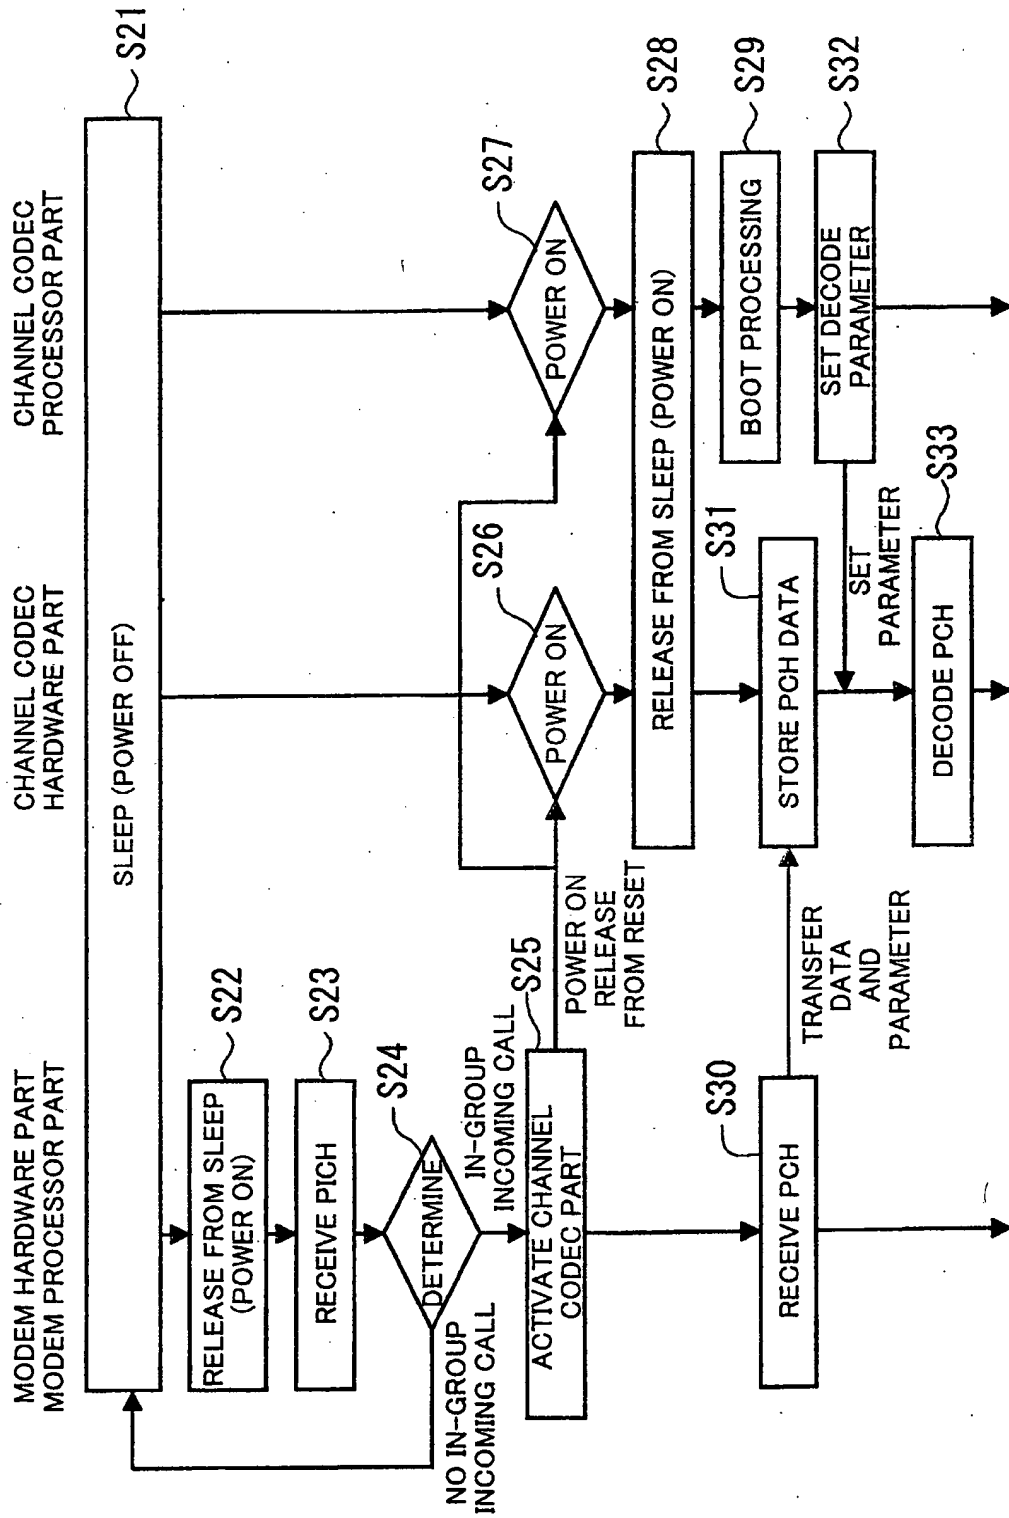 MODEM HARDWARE PART
MODEM PROCESSOR PART
CHANNEL CODEC
HARDWARE PART
CHANNEL CODEC
PROCESSOR PART
SLEEP (POWER OFF)
S21
RELEASE FROM SLEEP
(POWER ON)
S22
RECEIVE PICH
S23
DETERMINE
S24
NO IN-GROUP
INCOMING CALL
IN-GROUP
INCOMING CALL
ACTIVATE CHANNEL
CODEC PART
S25
POWER ON
RELEASE
FROM RESET
POWER ON
S26
POWER ON
S27
RELEASE FROM SLEEP (POWER ON)
S28
BOOT PROCESSING
S29
RECEIVE PCH
S30
TRANSFER
DATA
AND
PARAMETER
STORE PCH DATA
S31
SET DECODE
PARAMETER
S32
SET
PARAMETER
DECODE PCH
S33